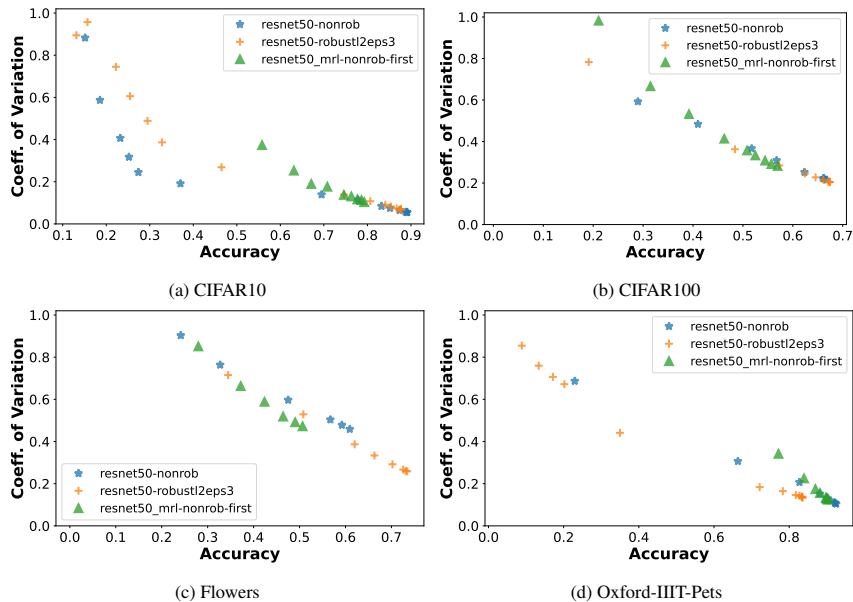 1.0
0.8
0.6
0.4
0.2
0.0
Coeff. of Variation
resnet50-nonrob
resnet50-robustl2eps3
resnet50_mrl-nonrob-first
0.1 0.2 0.3 0.4 0.5 0.6 0.7 0.8 0.9
Accuracy
(a) CIFAR10
1.0
0.8
0.6
0.4
0.2
0.0
Coeff. of Variation
resnet50-nonrob
resnet50-robustl2eps3
resnet50_mrl-nonrob-first
0.0 0.1 0.2 0.3 0.4 0.5 0.6 0.7
Accuracy
(b) CIFAR100
1.0
0.8
0.6
0.4
0.2
0.0
Coeff. of Variation
resnet50-nonrob
resnet50-robustl2eps3
resnet50_mrl-nonrob-first
0.0 0.1 0.2 0.3 0.4 0.5 0.6 0.7
Accuracy
(c) Flowers
1.0
0.8
0.6
0.4
0.2
0.0
Coeff. of Variation
resnet50-nonrob
resnet50-robustl2eps3
resnet50_mrl-nonrob-first
0.0 0.2 0.4 0.6 0.8
Accuracy
(d) Oxford-IIIT-Pets